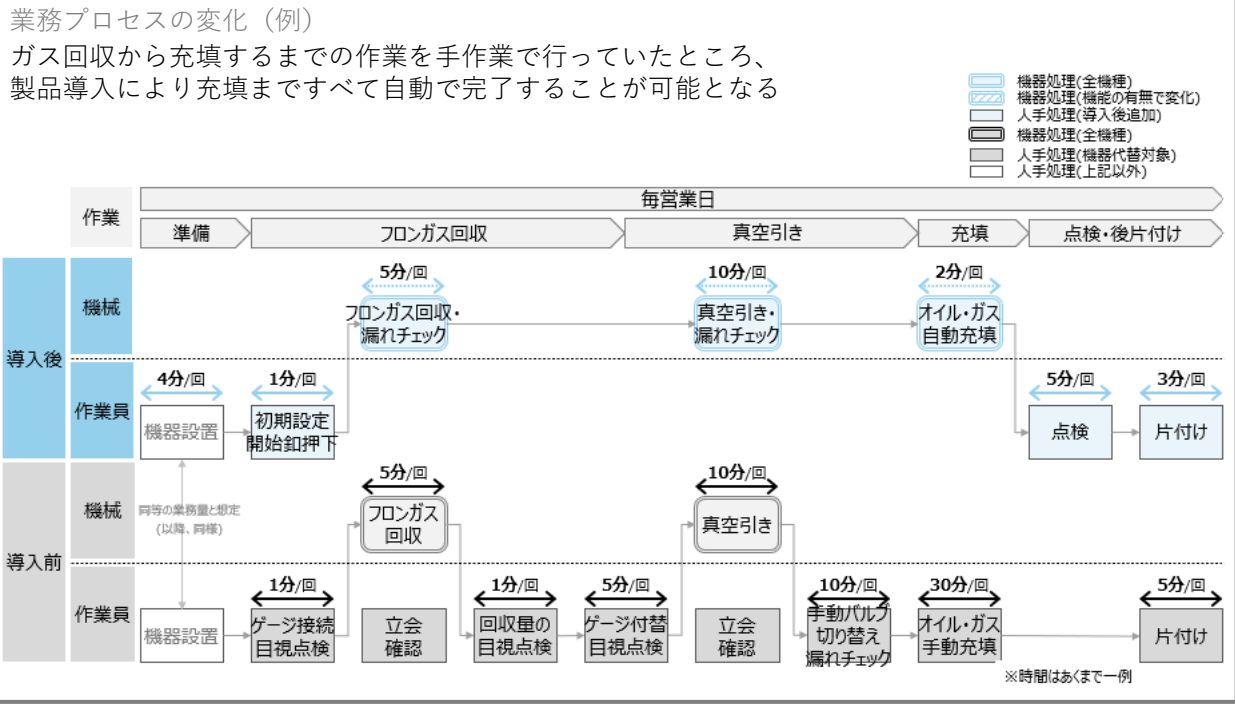 業務プロセスの変化（例）
ガス回収から充填するまでの作業を手作業で行っていたところ、
製品導入により充填まですべて自動で完了することが可能となる
機器処理(全機種)
機器処理(機能の有無で変化)
人手処理(導入後追加)
機器処理(全機種)
人手処理(機器代替対象)
人手処理(上記以外)
作業
毎営業日
準備
フロンガス回収
真空引き
充填
点検・後片付け
導入後
機械
5分/回
10分/回
2分/回
フロンガス回収・
漏れチェック
真空引き・
漏れチェック
オイル・ガス
自動充填
作業員
4分/回
1分/回
5分/回
3分/回
機器設置
初期設定
開始釦押下
点検
片付け
導入前
機械
同等の業務量と想定
(以降、同様)
5分/回
10分/回
フロンガス
回収
真空引き
作業員
1分/回
1分/回
5分/回
10分/回
30分/回
5分/回
機器設置
ゲージ接続
目視点検
立会
確認
回収量の
目視点検
ゲージ付替
目視点検
立会
確認
手動バルブ
切り替え
漏れチェック
オイル・ガス
手動充填
片付け
※時間はあくまで一例